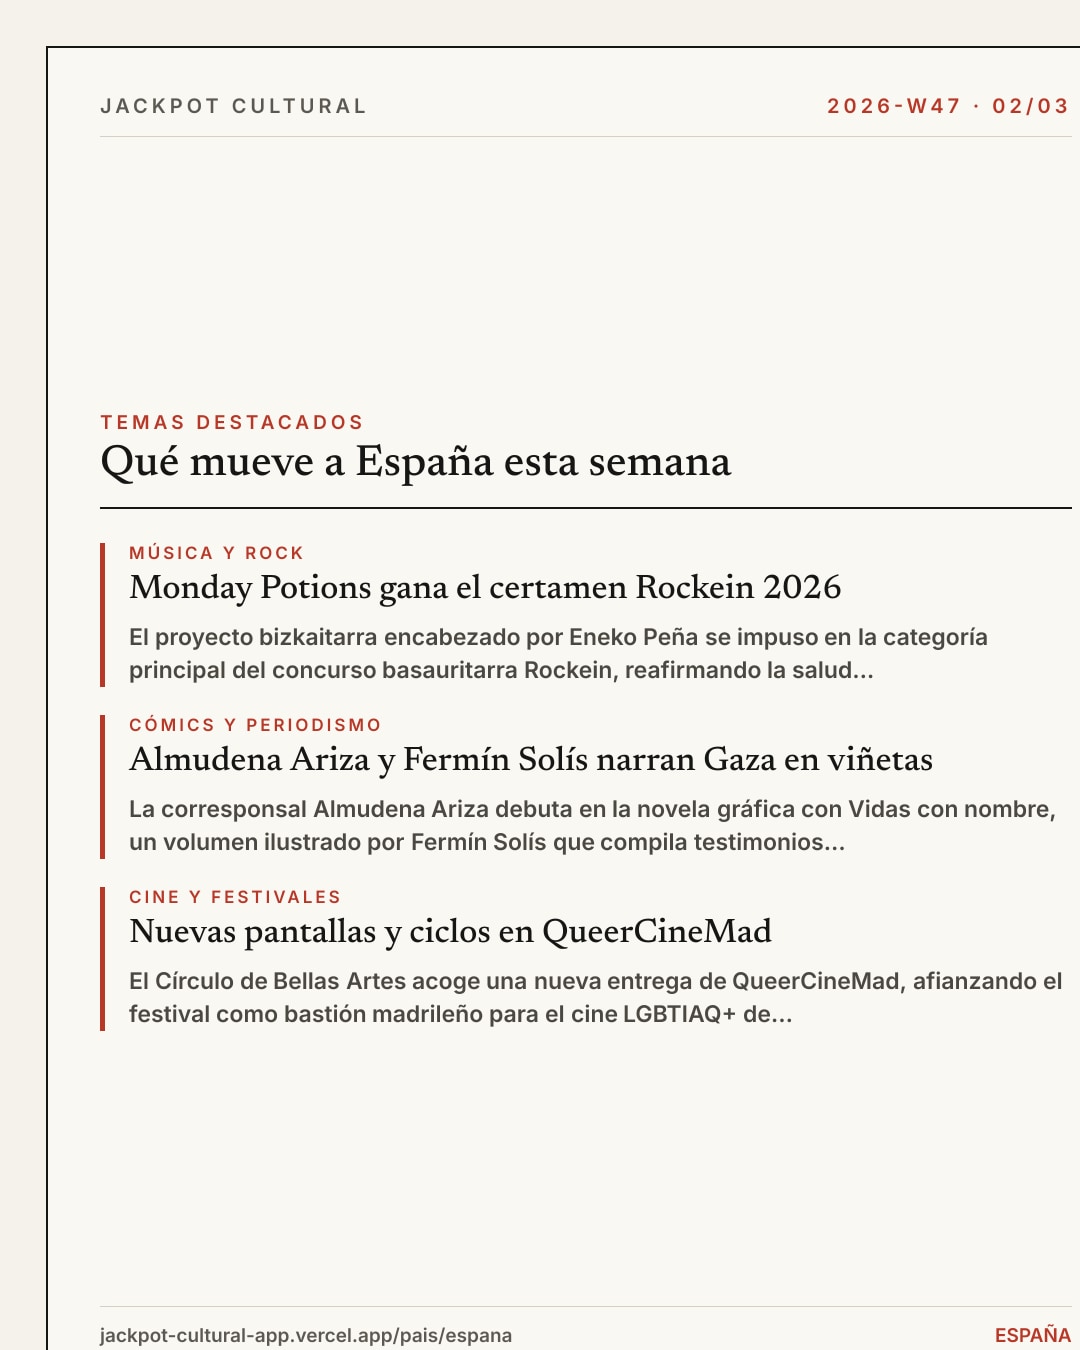 JACKPOT CULTURAL
2026-W47 · 02/03
TEMAS DESTACADOS
Qué mueve a España esta semana
MÚSICA Y ROCK
Monday Potions gana el certamen Rockein 2026
El proyecto bizkaitarra encabezado por Eneko Peña se impuso en la categoría
principal del concurso basauritarra Rockein, reafirmando la salud...
CÓMICS Y PERIODISMO
Almudena Ariza y Fermín Solís narran Gaza en viñetas
La corresponsal Almudena Ariza debuta en la novela gráfica con Vidas con nombre,
un volumen ilustrado por Fermín Solís que compila testimonios...
CINE Y FESTIVALES
Nuevas pantallas y ciclos en QueerCineMad
El Círculo de Bellas Artes acoge una nueva entrega de QueerCineMad, afianzando el
festival como bastión madrileño para el cine LGBTIAQ+ de...
jackpot-cultural-app.vercel.app/pais/espana
ESPAÑA